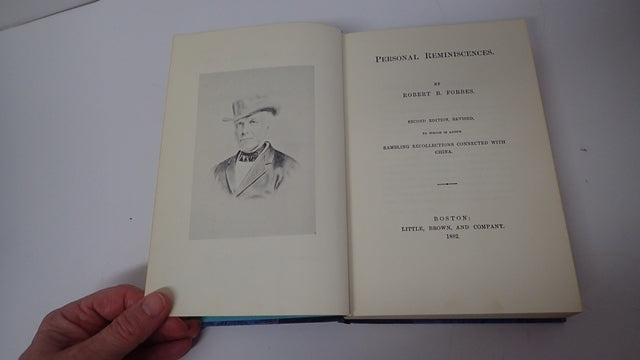 PERSONAL REMINISCENCES.
BY
ROBERT B. FORBES.
SECOND EDITION, REVISED,
TO WHICH IS ADDED
RAMBLING RECOLLECTIONS CONNECTED WITH
CHINA.
BOSTON:
LITTLE, BROWN, AND COMPANY.
1882.